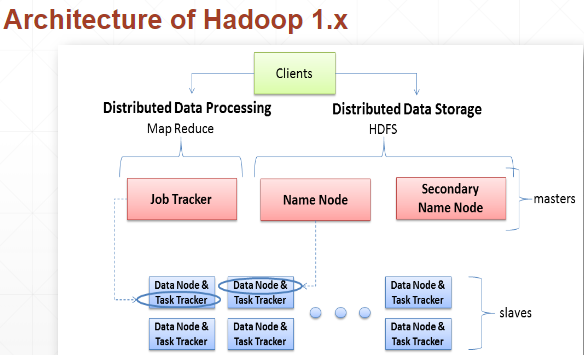 Architecture of Hadoop 1.x
Clients
Distributed Data Processing
Map Reduce
Distributed Data Storage
HDFS
Job Tracker
Name Node
Secondary
Name Node
masters
Data Node &
Task Tracker
Data Node &
Task Tracker
Data Node &
Task Tracker
slaves
Data Node &
Task Tracker
Data Node &
Task Tracker
Data Node &
Task Tracker